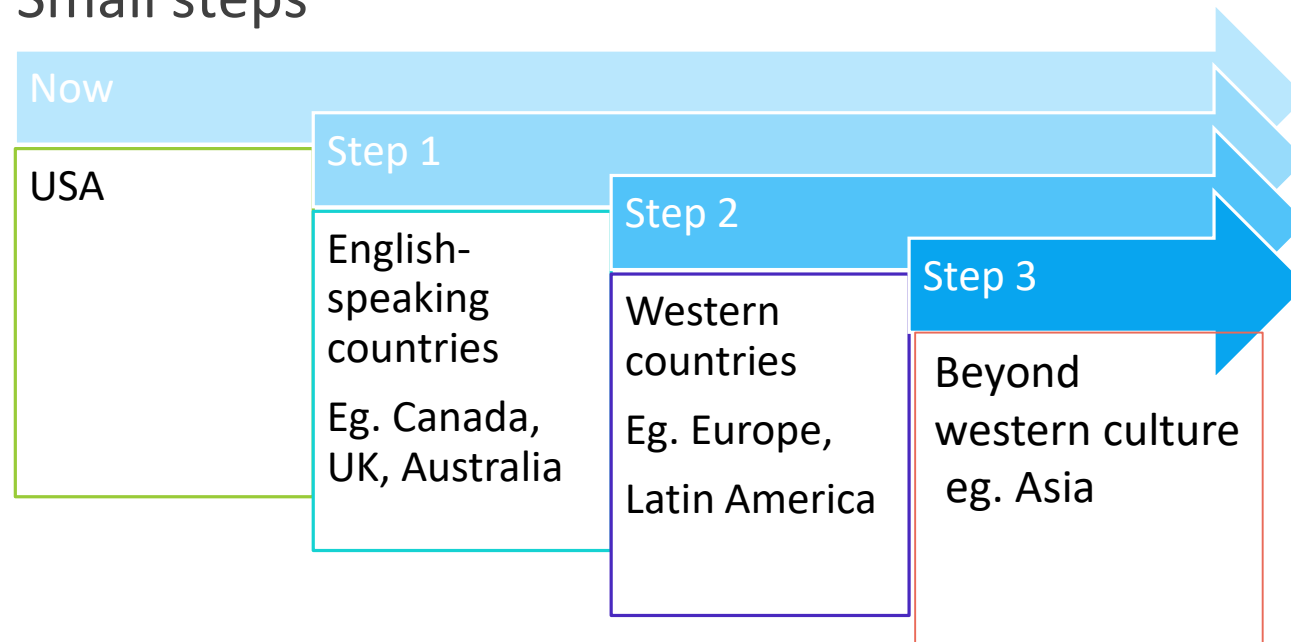 Small steps
Now
USA
Step 1
English-
speaking
countries
Eg. Canada,
UK, Australia
Step 2
Western
countries
Eg. Europe,
Latin America
Step 3
Beyond
western culture
eg. Asia